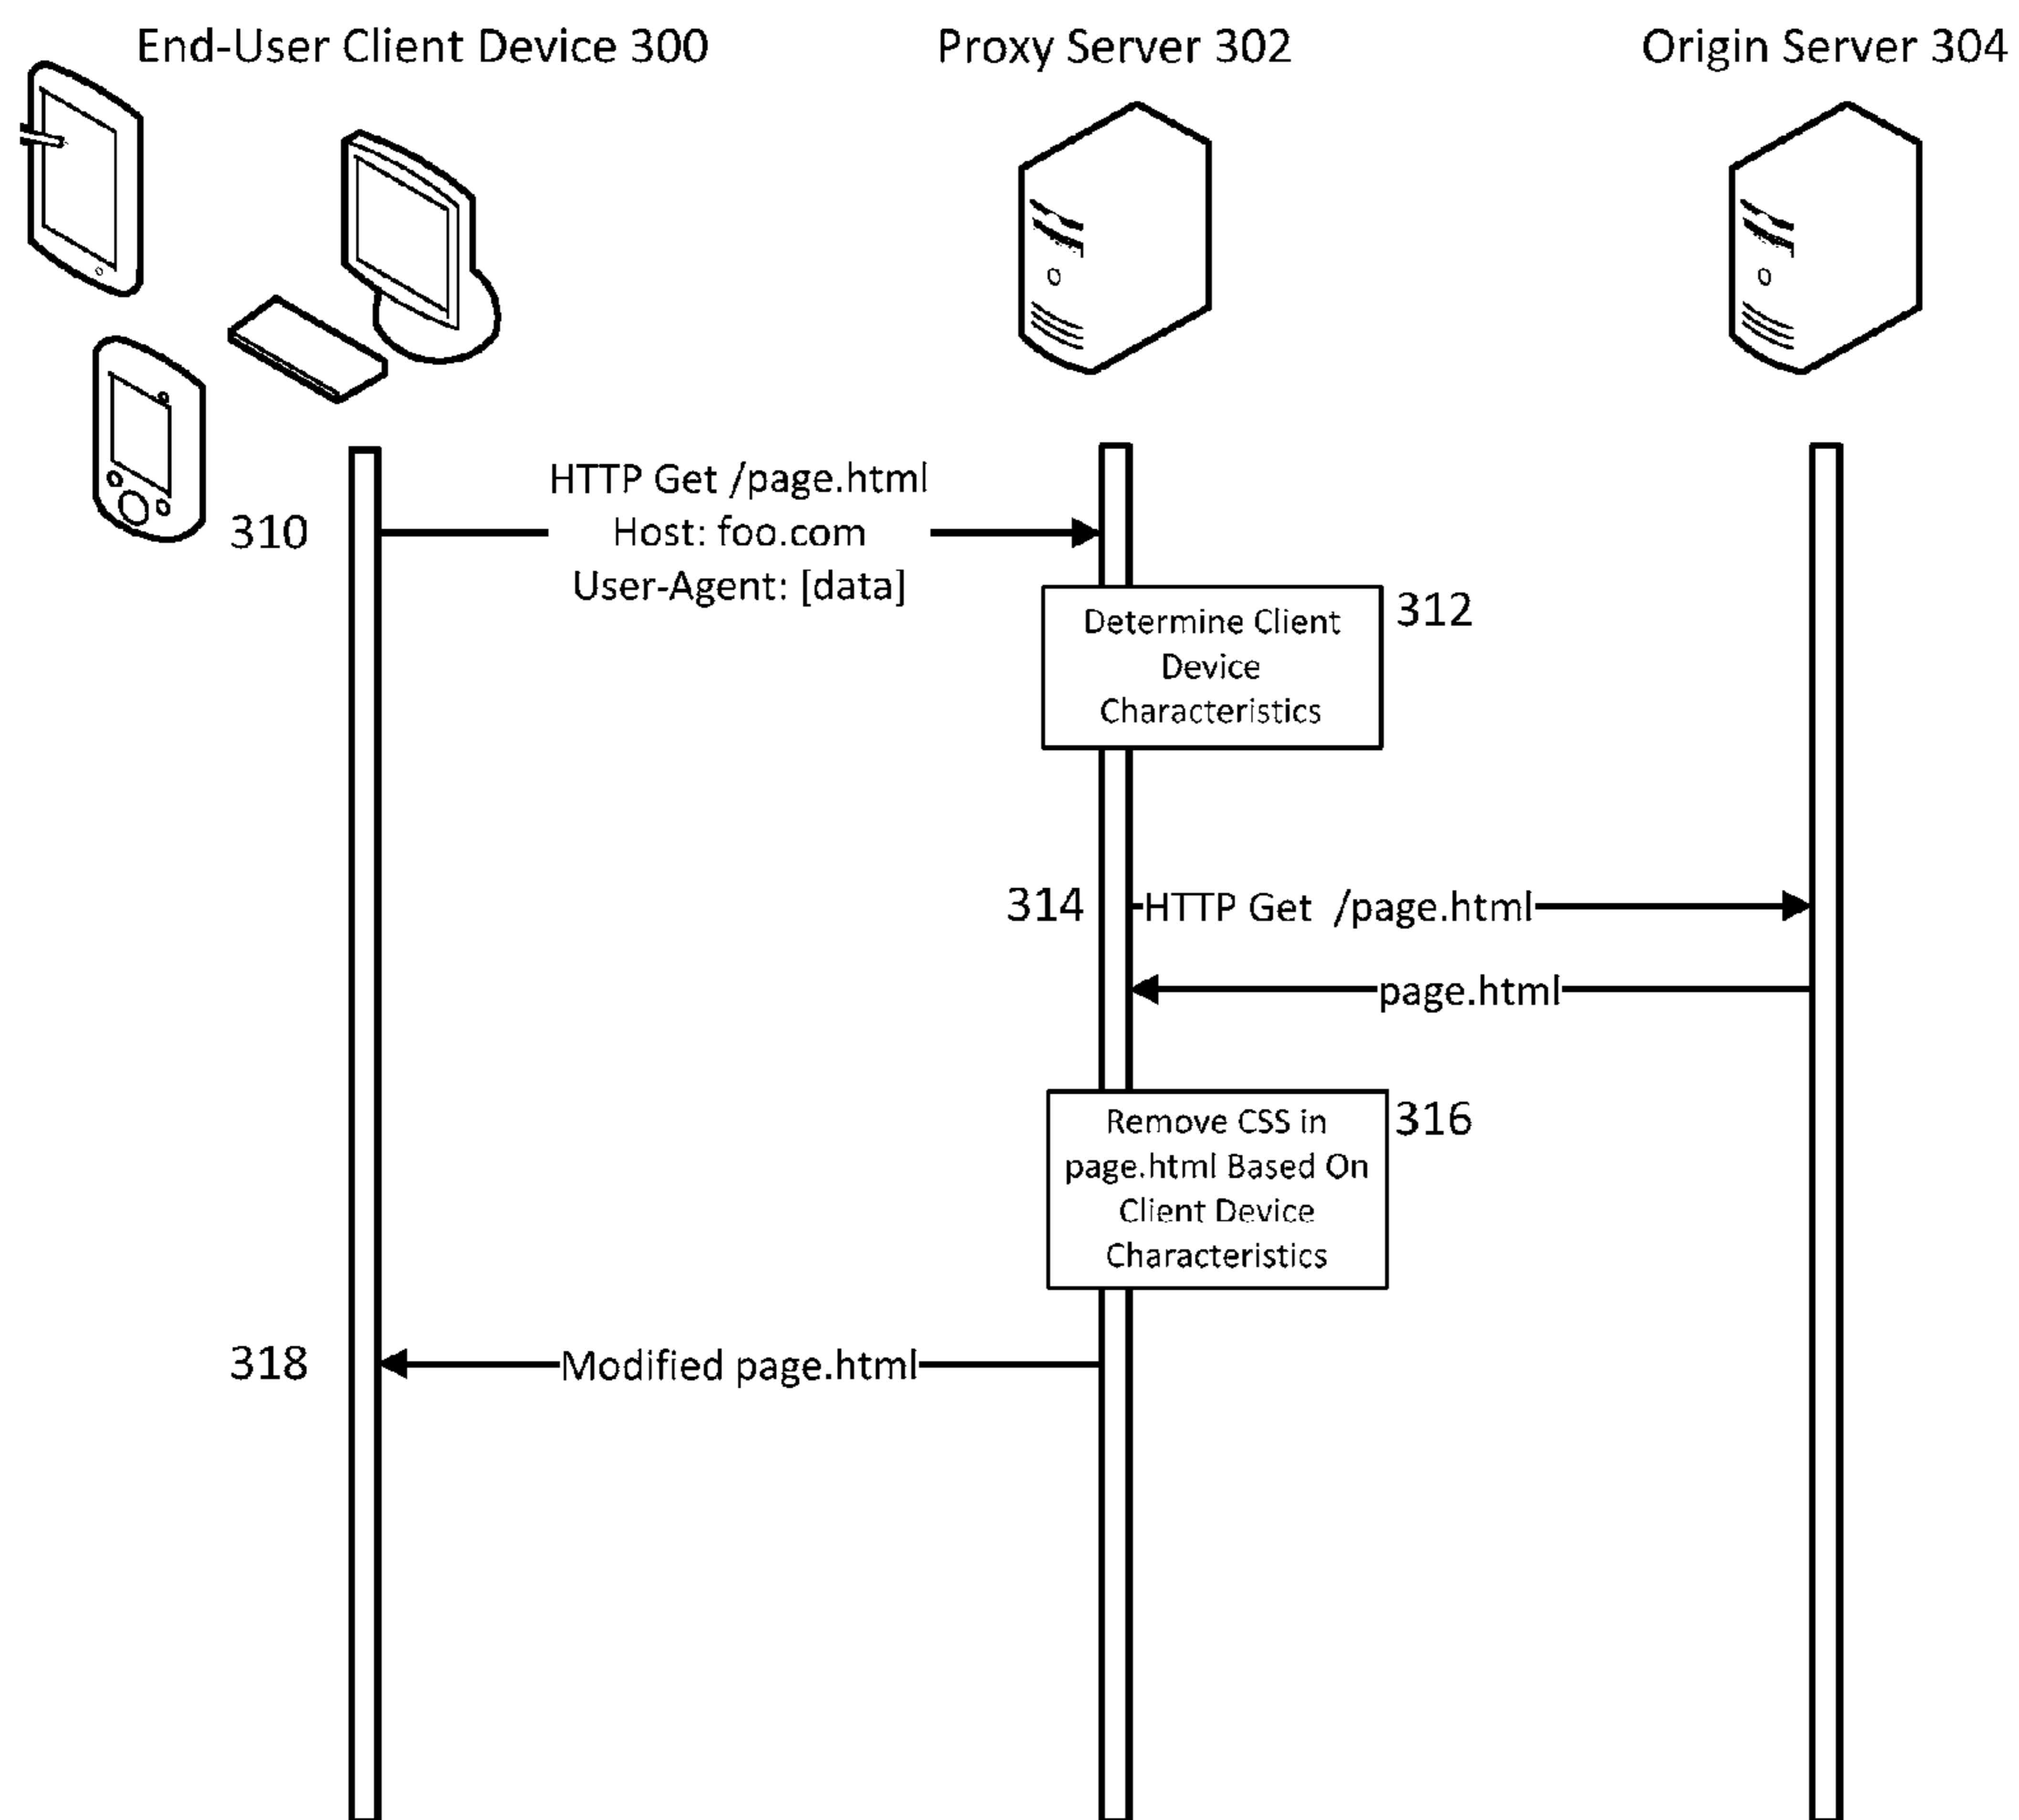 End-User Client Device 300
Proxy Server 302
Origin Server 304
HTTP Get /page.html
310
Host: foo.com
User-Agent: [data]
312
Determine Client
Device
Characteristics
314
HTTP Get /page.html
page.html
316
Remove CSS in
page.html Based On
Client Device
Characteristics
318
Modified page.html